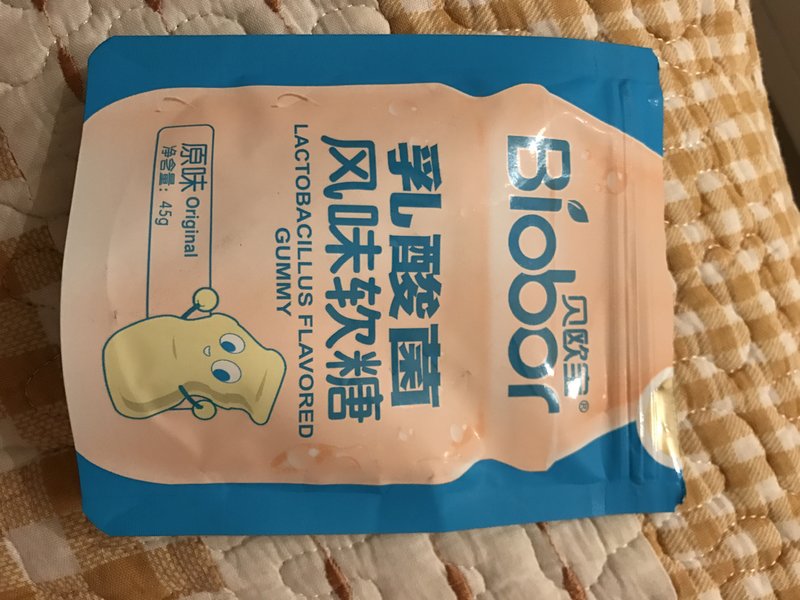 贝欧宝®
Biobor
乳酸菌
风味软糖
LACTOBACILLUS FLAVORED
GUMMY
原味 Original
净含量：45g